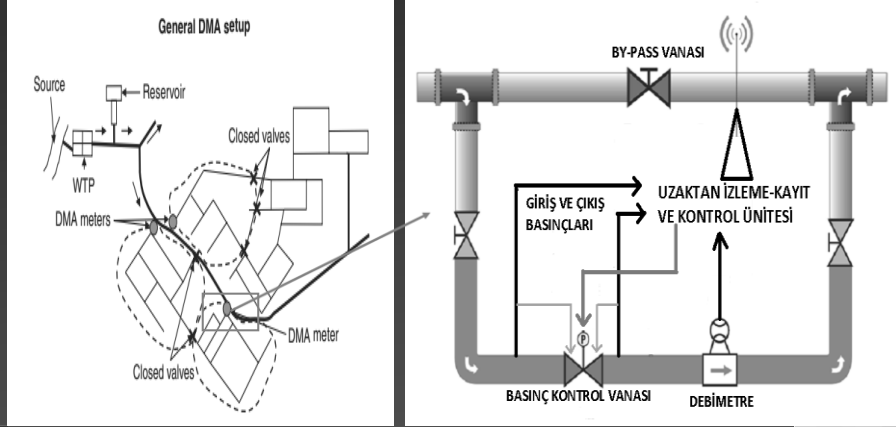 General DMA setup
Source
Reservoir
Closed valves
WTP
DMA meters
DMA meter
Closed valves
BY-PASS VANASI
GİRİŞ VE ÇIKIŞ
BASINÇLARI
UZAKTAN İZLEME-KAYIT
VE KONTROL ÜNİTESİ
P
BASINÇ KONTROL VANASI
DEBİMETRE